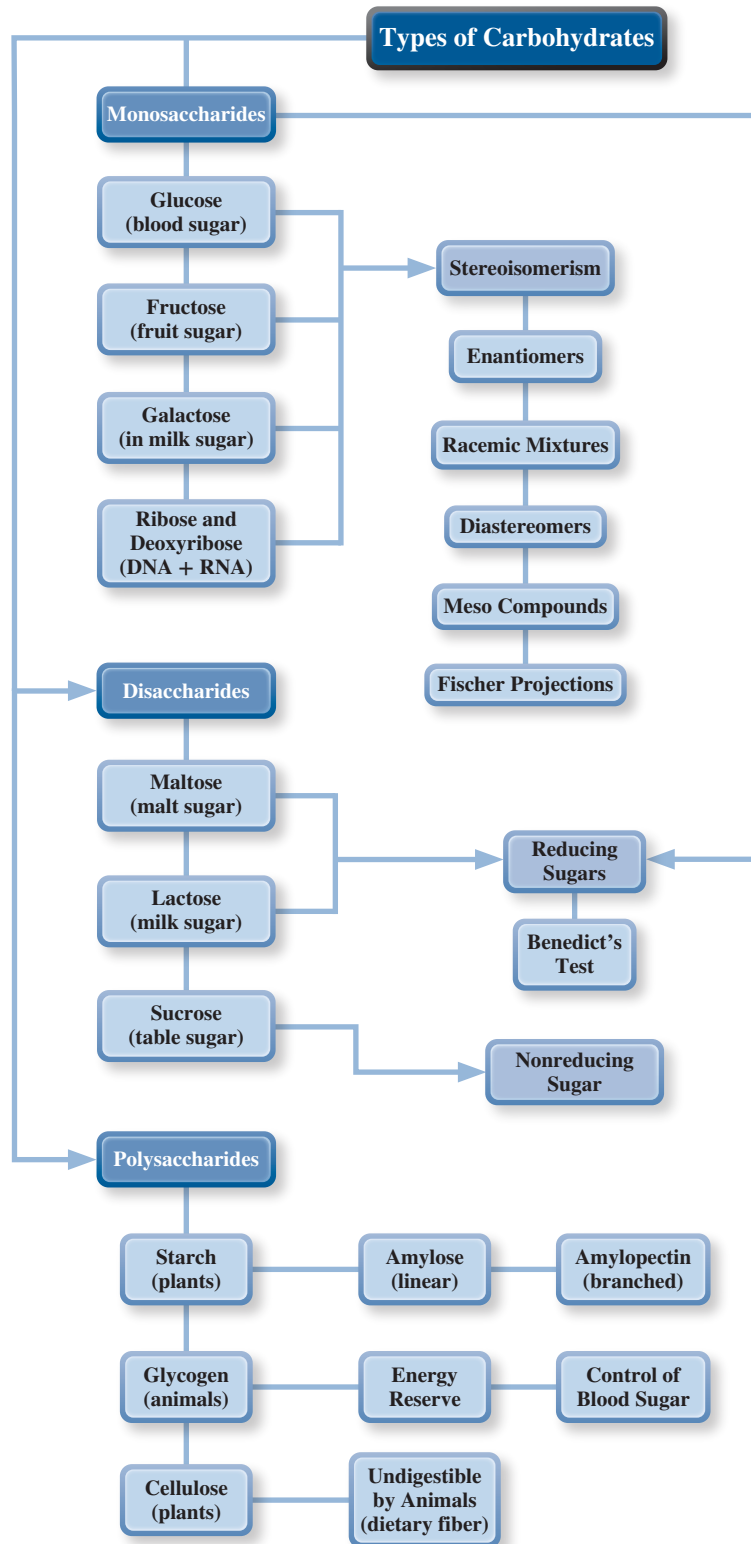 Types of Carbohydrates
Monosaccharides
Glucose
(blood sugar)
Fructose
(fruit sugar)
Galactose
(in milk sugar)
Ribose and
Deoxyribose
(DNA + RNA)
Stereoisomerism
Enantiomers
Racemic Mixtures
Diastereomers
Meso Compounds
Fischer Projections
Disaccharides
Maltose
(malt sugar)
Lactose
(milk sugar)
Sucrose
(table sugar)
Reducing
Sugars
Benedict’s
Test
Nonreducing
Sugar
Polysaccharides
Starch
(plants)
Amylose
(linear)
Amylopectin
(branched)
Glycogen
(animals)
Energy
Reserve
Control of
Blood Sugar
Cellulose
(plants)
Undigestible
by Animals
(dietary fiber)